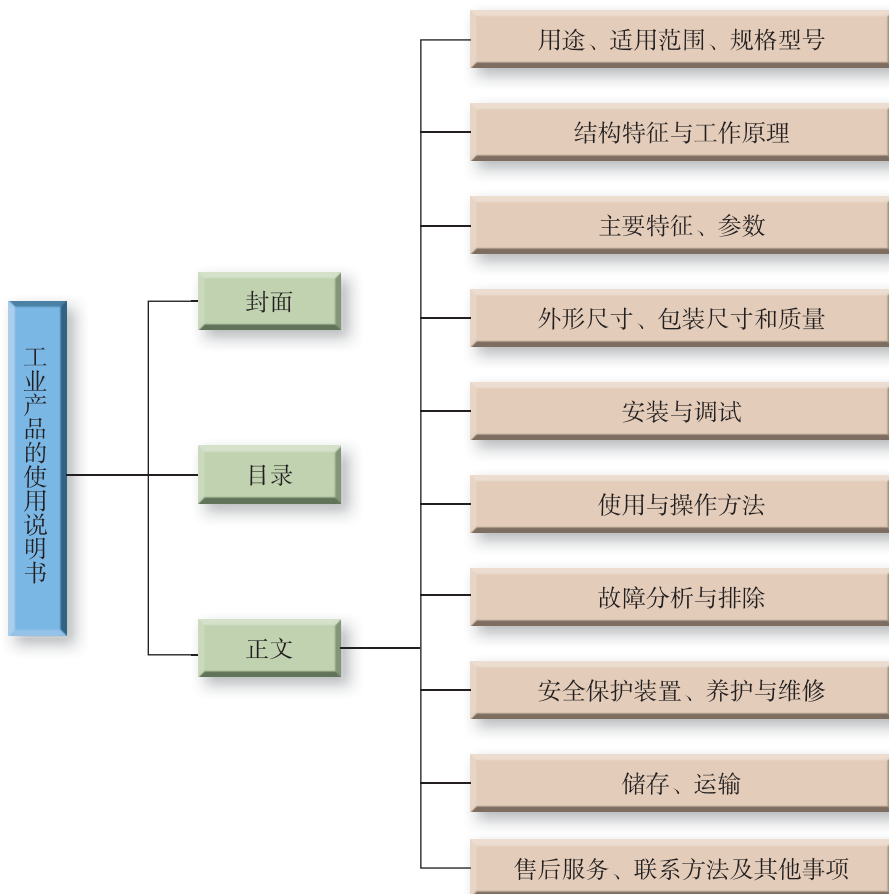 工业产品的使用说明书
封面
目录
正文
用途、适用范围、规格型号
结构特征与工作原理
主要特征、参数
外形尺寸、包装尺寸和质量
安装与调试
使用与操作方法
故障分析与排除
安全保护装置、养护与维修
储存、运输
售后服务、联系方法及其他事项